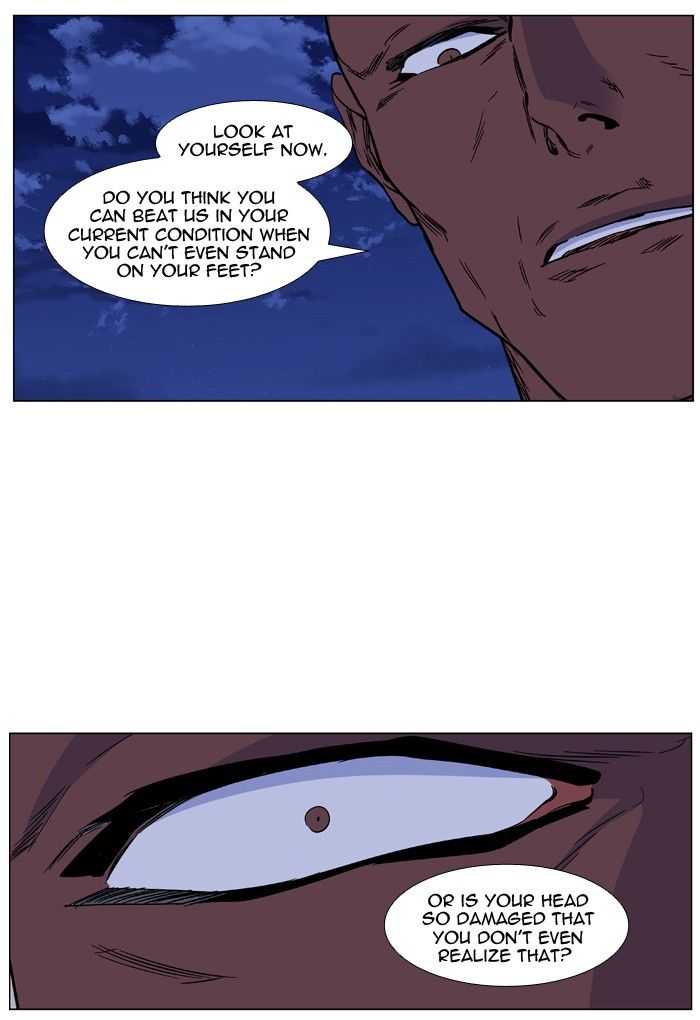 LOOK AT
YOURSELF NOW.
DO YOU THINK YOU
CAN BEAT US IN YOUR
CURRENT CONDITION WHEN
YOU CAN'T EVEN STAND
ON YOUR FEET?
OR IS YOUR HEAD
SO DAMAGED THAT
YOU DON'T EVEN
REALIZE THAT?